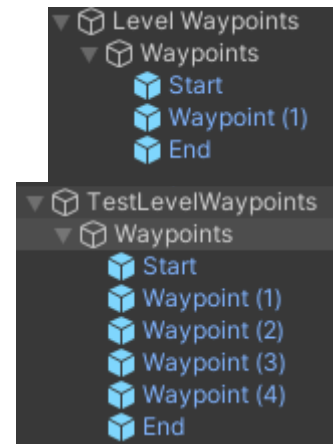 Level Waypoints
Waypoints
Start
Waypoint (1)
End
TestLevelWaypoints
Waypoints
Start
Waypoint (1)
Waypoint (2)
Waypoint (3)
Waypoint (4)
End